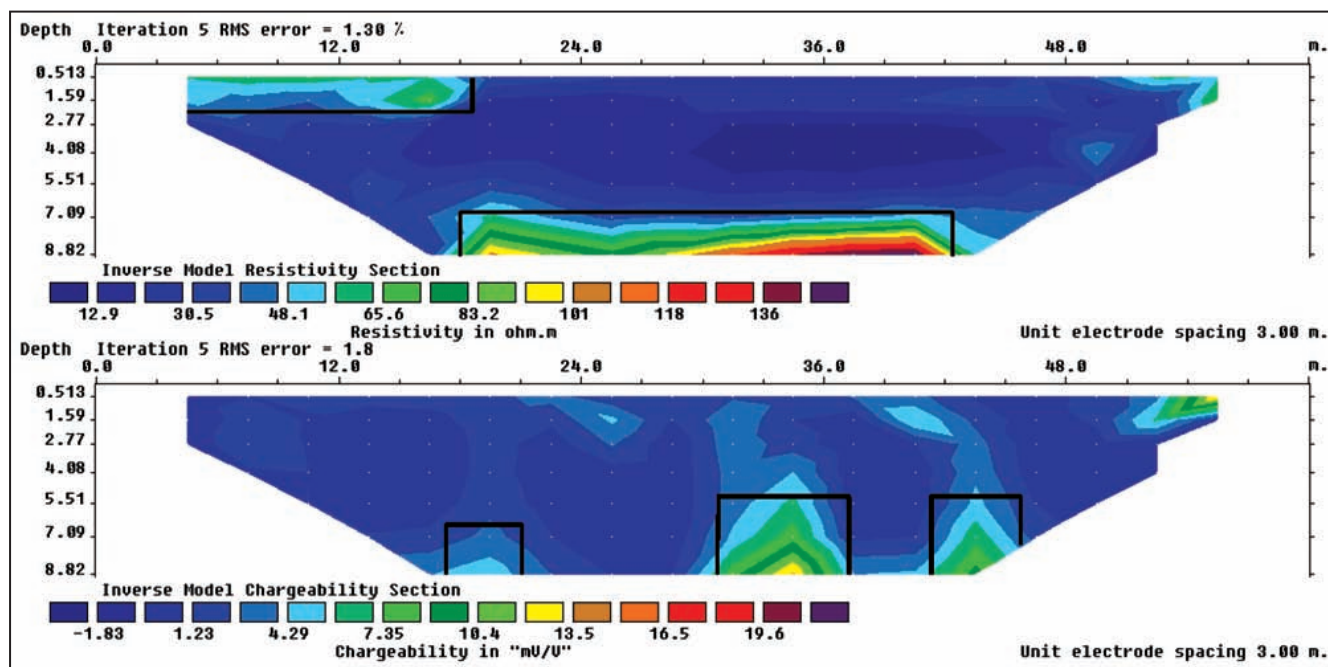 Depth Iteration 5 RMS error = 1.30 %
0.0 12.0 24.0 36.0 48.0 m.
0.513
1.59
2.77
4.08
5.51
7.09
8.82
Inverse Model Resistivity Section
12.9 30.5 48.1 65.6 83.2 101 118 136
Resistivity in ohm.m
Unit electrode spacing 3.00 m.
Depth Iteration 5 RMS error = 1.8
0.0 12.0 24.0 36.0 48.0 m.
0.513
1.59
2.77
4.08
5.51
7.09
8.82
Inverse Model Chargeability Section
-1.83 1.23 4.29 7.35 10.4 13.5 16.5 19.6
Chargeability in "mV/V"
Unit electrode spacing 3.00 m.